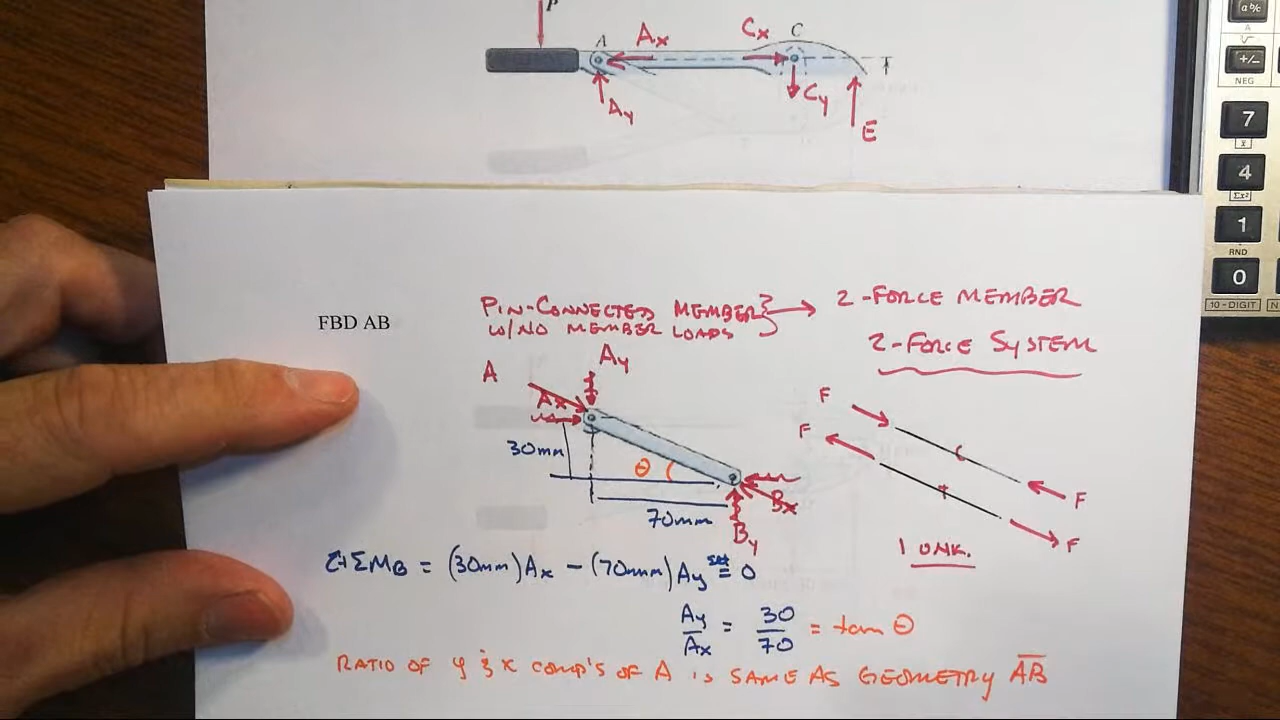 P
A
Ax
Cx
C
Ay
Cy
E
FBD AB
PIN-CONNECTED MEMBER
W/NO MEMBER LOADS
2-FORCE MEMBER
2-FORCE SYSTEM
A
Ay
Ax
30mm
θ
70mm
Bx
By
F
F
C
T
F
F
1 UNK.
+ΣMB = (30mm)Ax - (70mm)Ay set = 0
Ay/Ax = 30/70 = tan θ
RATIO OF y & x COMP'S OF A IS SAME AS GEOMETRY AB
a b/c
√
+/-
NEG
7
x̄
4
Σx²
1
RND
0
10-DIGIT